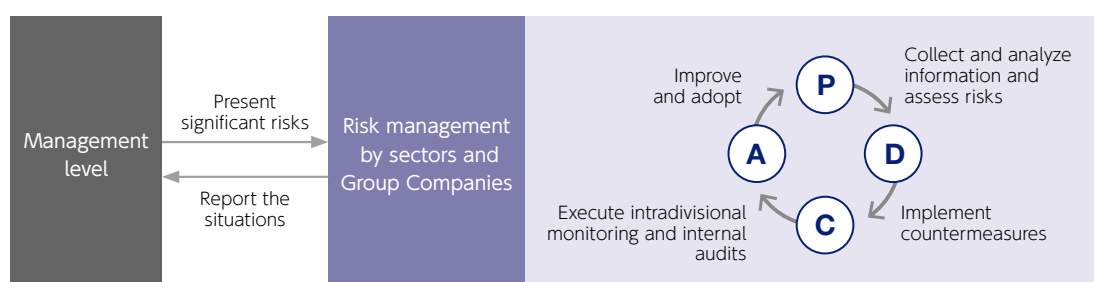 Management
level
Present
significant risks
Report the
situations
Risk management
by sectors and
Group Companies
P
Collect and analyze
information and
assess risks
D
Implement
countermeasures
C
Execute intradivisional
monitoring and internal
audits
A
Improve
and adopt